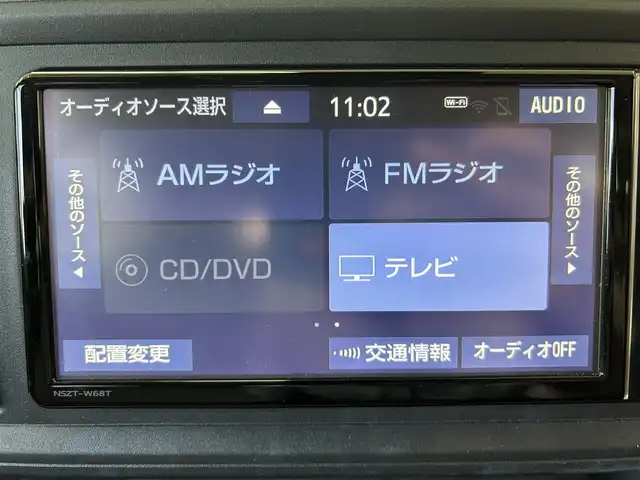 オーディオソース選択
11:02
Wi-Fi
AUDIO
その他のソース
AMラジオ
FMラジオ
その他のソース
CD/DVD
テレビ
配置変更
交通情報
オーディオOFF
NSZT-W68T